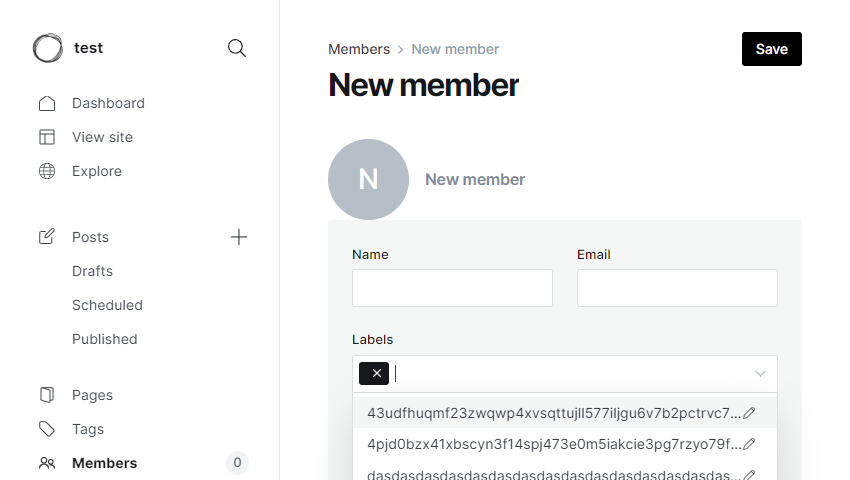 test
Dashboard
View site
Explore
Posts
Drafts
Scheduled
Published
Pages
Tags
Members
0
Members > New member
Save
New member
N
New member
Name
Email
Labels
43udfhuqmf23zwqwp4xvsqttujll577iljgu6v7b2pctrvc7...
4pjd0bzx41xbscyn3f14spj473e0m5iakcie3pg7rzyo79f...
dasdasdasdasdasdasdasdasdasdasdasdasdasdasdas...